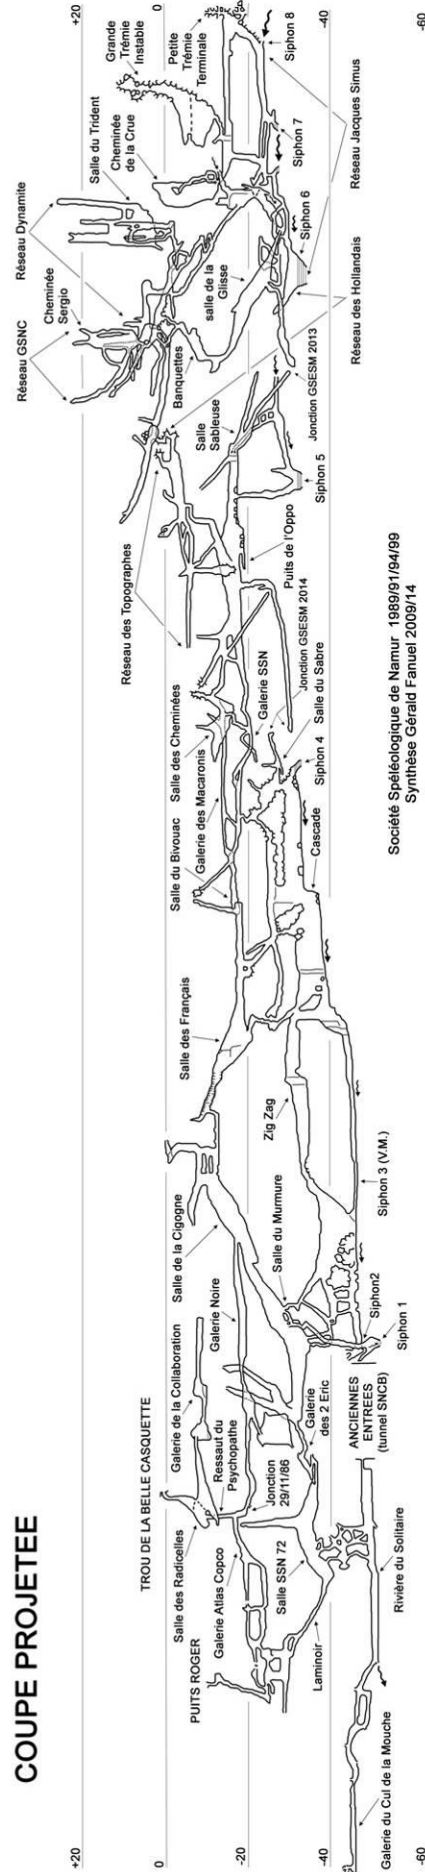 COUPE PROJETEE
+20
0
-20
-40
-60
+20
0
-20
-40
-60
TROU DE LA BELLE CASQUETTE
Salle des Radicelles
PUITS ROGER
Galerie Atlas Copco
Galerie de la Collaboration
Ressaut du
Psychopathe
Jonction
29/11/86
Salle SSN 72
Laminoir
Galerie Noire
Galerie
des 2 Eric
Galerie du Cul de la Mouche
Rivière du Solitaire
ANCIENNES
ENTREES
(tunnel SNCB)
Salle de la Cigogne
Salle du Murmure
Siphon2
Siphon 1
Siphon 3 (V.M.)
Zig Zag
Salle des Français
Salle du Bivouac
Galerie des Macaronis
Salle des Cheminées
Cascade
Siphon 4
Salle du Sabre
Jonction GSESM 2014
Galerie SSN
Réseau des Topographes
Puits de l'Oppo
Siphon 5
Salle
Sableuse
Jonction GSESM 2013
Banquettes
salle de la
Glisse
Réseau GSNC
Cheminée
Sergio
Réseau Dynamite
Salle du Trident
Cheminée
de la Crue
Grande
Trémie
Instable
Petite
Trémie
Terminale
Réseau des Hollandais
Siphon 6
Siphon 7
Siphon 8
Réseau Jacques Simus
Société Spéléologique de Namur 1989/91/94/99
Synthèse Gérald Fanuel 2009/14